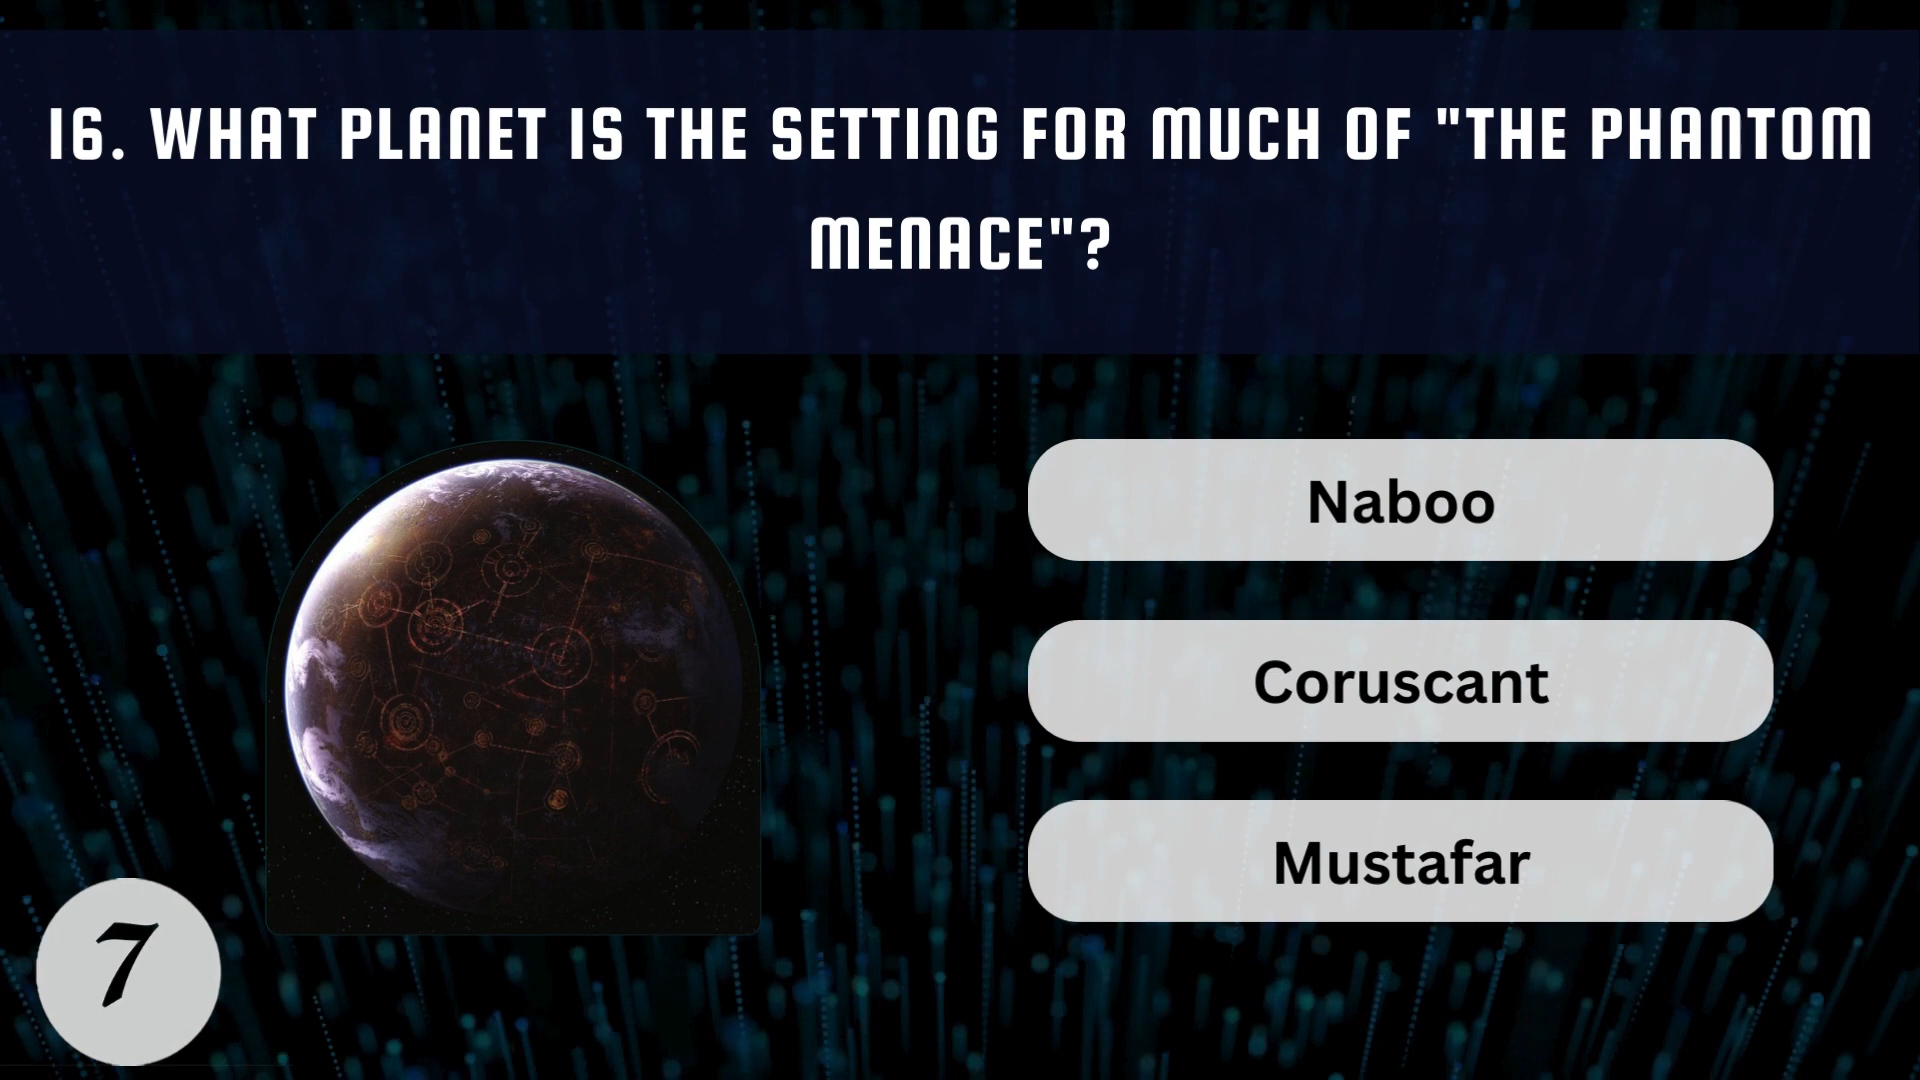 16. WHAT PLANET IS THE SETTING FOR MUCH OF "THE PHANTOM
MENACE"?
Naboo
Coruscant
Mustafar
7